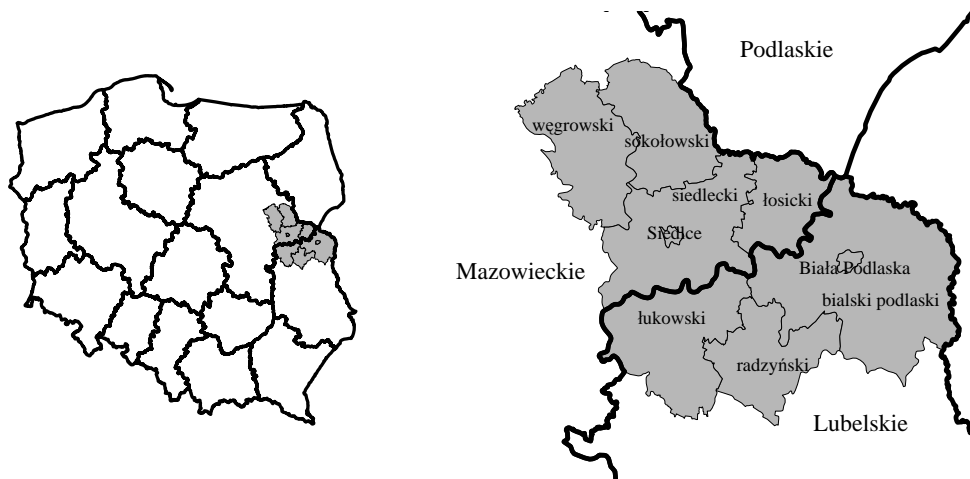 Podlaskie
węgrowski
sokołowski
siedlecki
łosicki
Siedlce
Mazowieckie
Biała Podlaska
bialski podlaski
łukowski
radzyński
Lubelskie